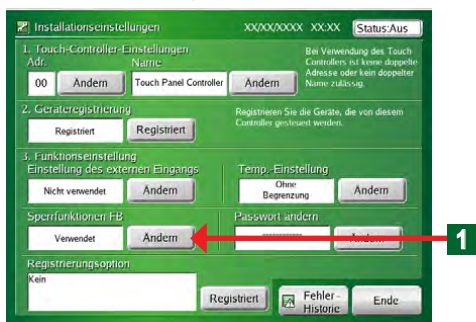 Installationseinstellungen XX/XX/XXXX XX:XX Status:Aus
1. Touch-Controller-Einstellungen
Adr. Name
00 Ändern Touch Panel Controller Ändern
Bei Verwendung des Touch
Controllers ist keine doppelte
Adresse oder kein doppelter
Name zulässig.
2. Geräteregistrierung
Registriert Registriert
Registrieren Sie die Geräte, die von diesem
Controller gesteuert werden.
3. Funktionseinstellung
Einstellung des externen Eingangs
Nicht verwendet Ändern
Temp.-Einstellung
Ohne
Begrenzung Ändern
Sperrfunktionen FB
Verwendet Ändern
Passwort ändern
********** Ändern
1
Registrierungsoption
Kein
Registriert
Fehler-
Historie
Ende